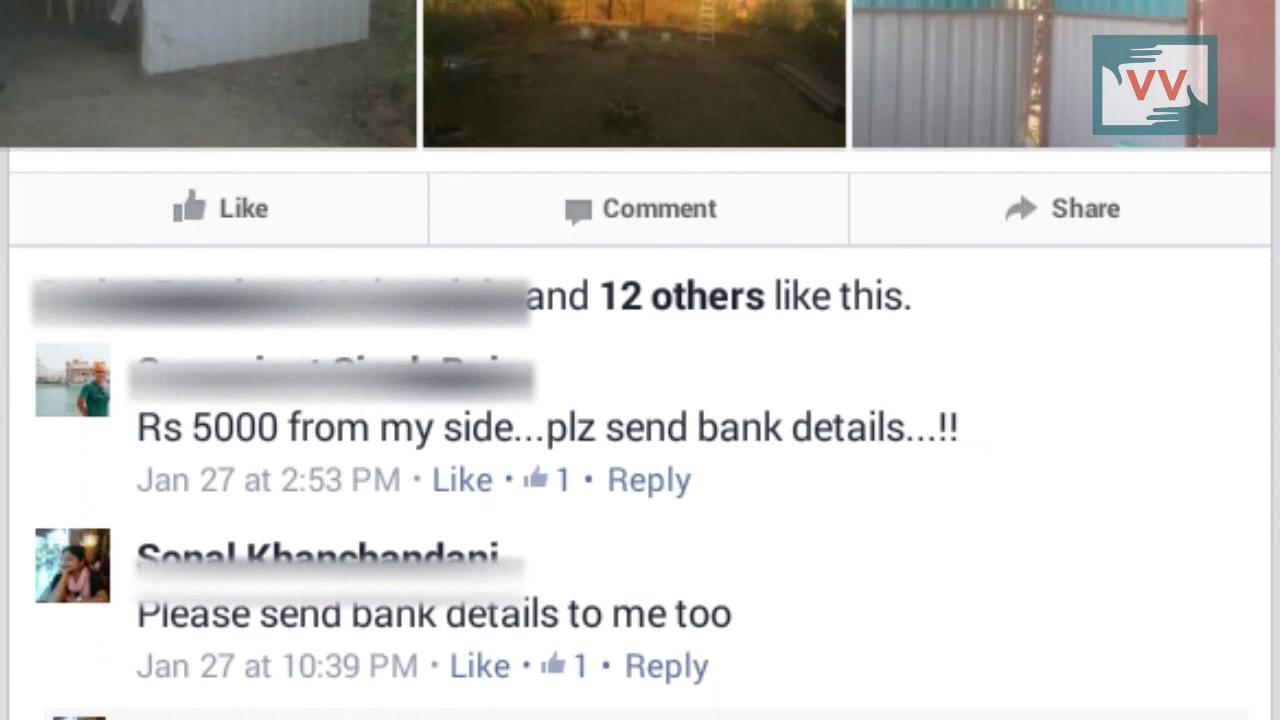 VV
Like
Comment
Share
and 12 others like this.
Rs 5000 from my side...plz send bank details...!!
Jan 27 at 2:53 PM • Like • 1 • Reply
Please send bank details to me too
Jan 27 at 10:39 PM • Like • 1 • Reply